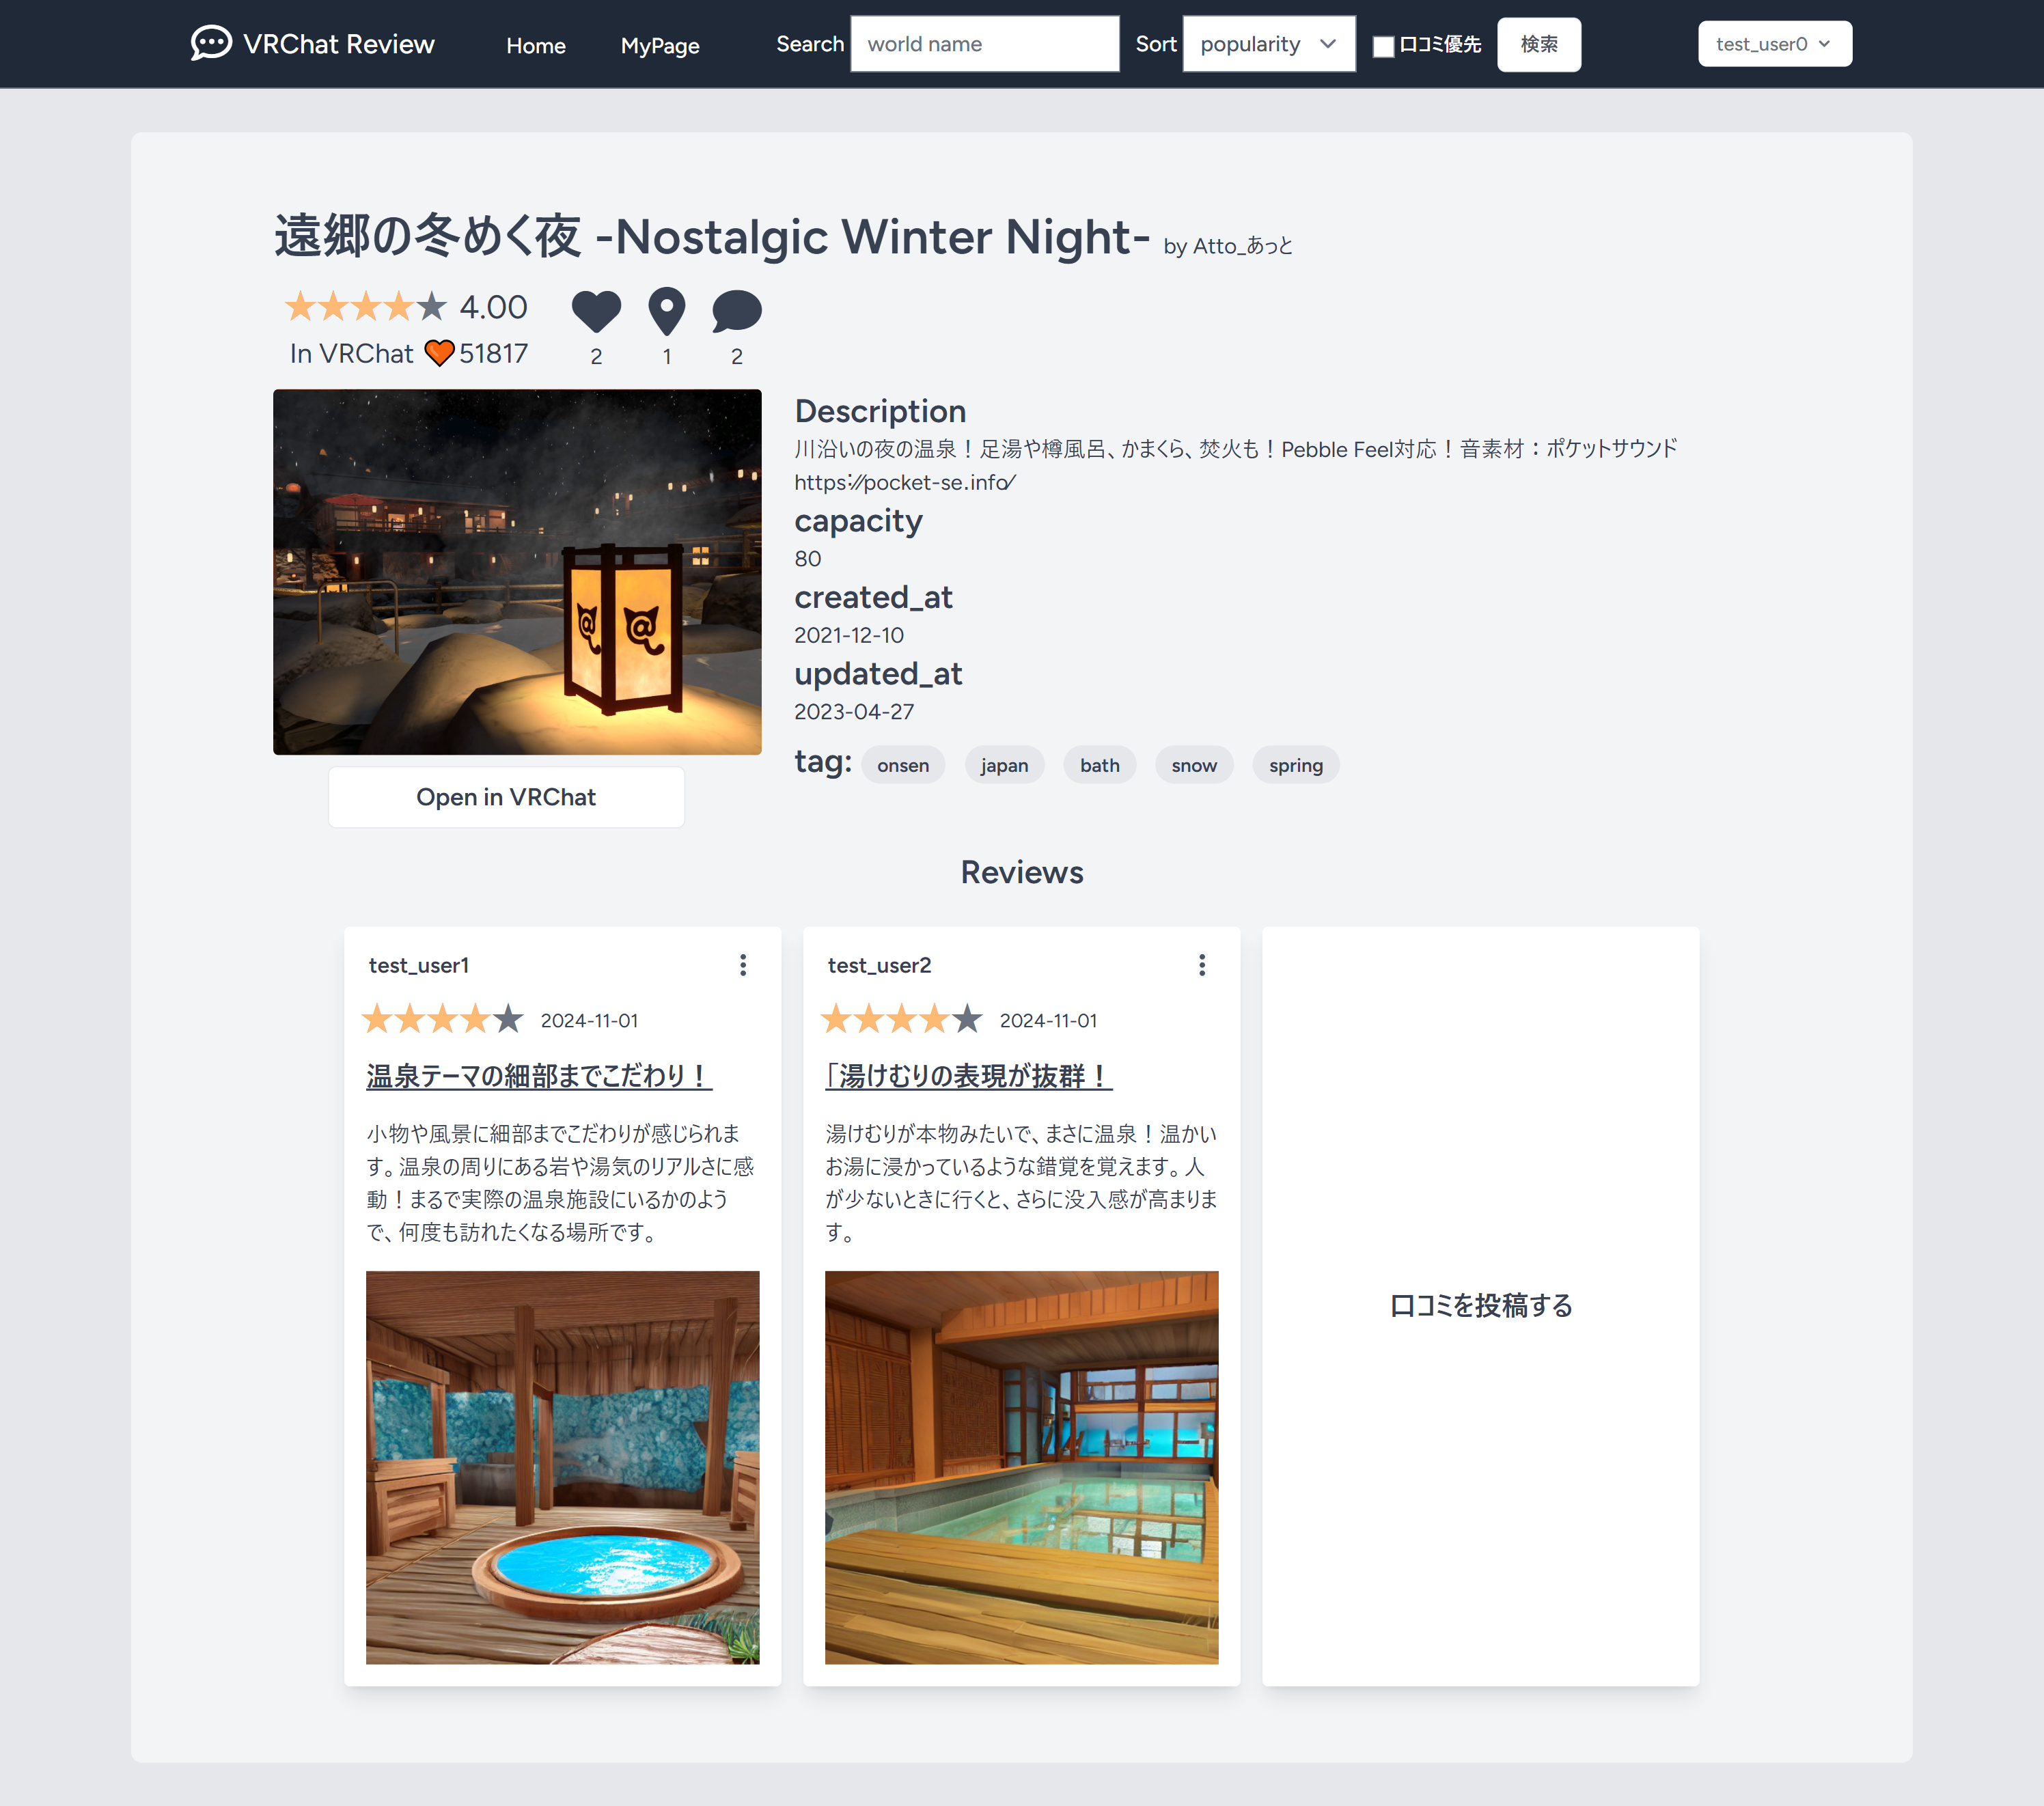 VRChat Review Home MyPage Search world name Sort popularity 口コミ優先 検索 test_user0
遠郷の冬めく夜 -Nostalgic Winter Night- by Atto_あっと
4.00
In VRChat 51817
2 1 2
Description
川沿いの夜の温泉！足湯や樽風呂、かまくら、焚火も！Pebble Feel対応！音素材：ポケットサウンド
https://pocket-se.info/
capacity
80
created_at
2021-12-10
updated_at
2023-04-27
tag: onsen japan bath snow spring
Open in VRChat
Reviews
test_user1
2024-11-01
温泉テーマの細部までこだわり！
小物や風景に細部までこだわりが感じられま
す。温泉の周りにある岩や湯気のリアルさに感
動！まるで実際の温泉施設にいるかのよう
で、何度も訪れたくなる場所です。
test_user2
2024-11-01
「湯けむりの表現が抜群！
湯けむりが本物みたいで、まさに温泉！温かい
お湯に浸かっているような錯覚を覚えます。人
が少ないときに行くと、さらに没入感が高まりま
す。
口コミを投稿する